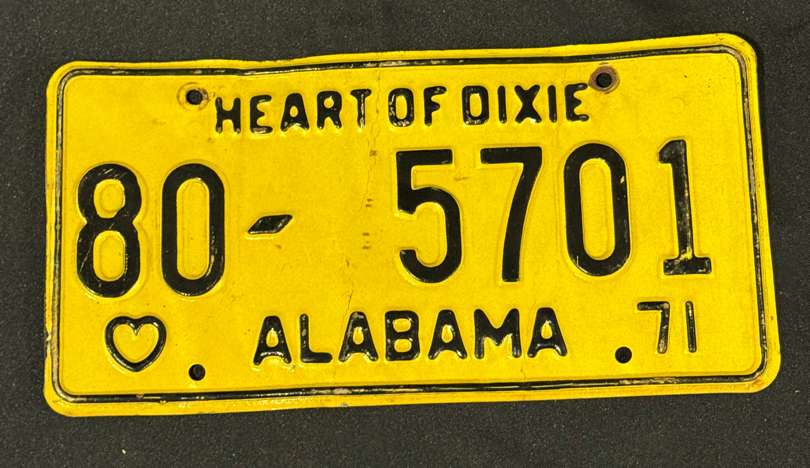 HEART OF DIXIE
80- 5701
ALABAMA 71